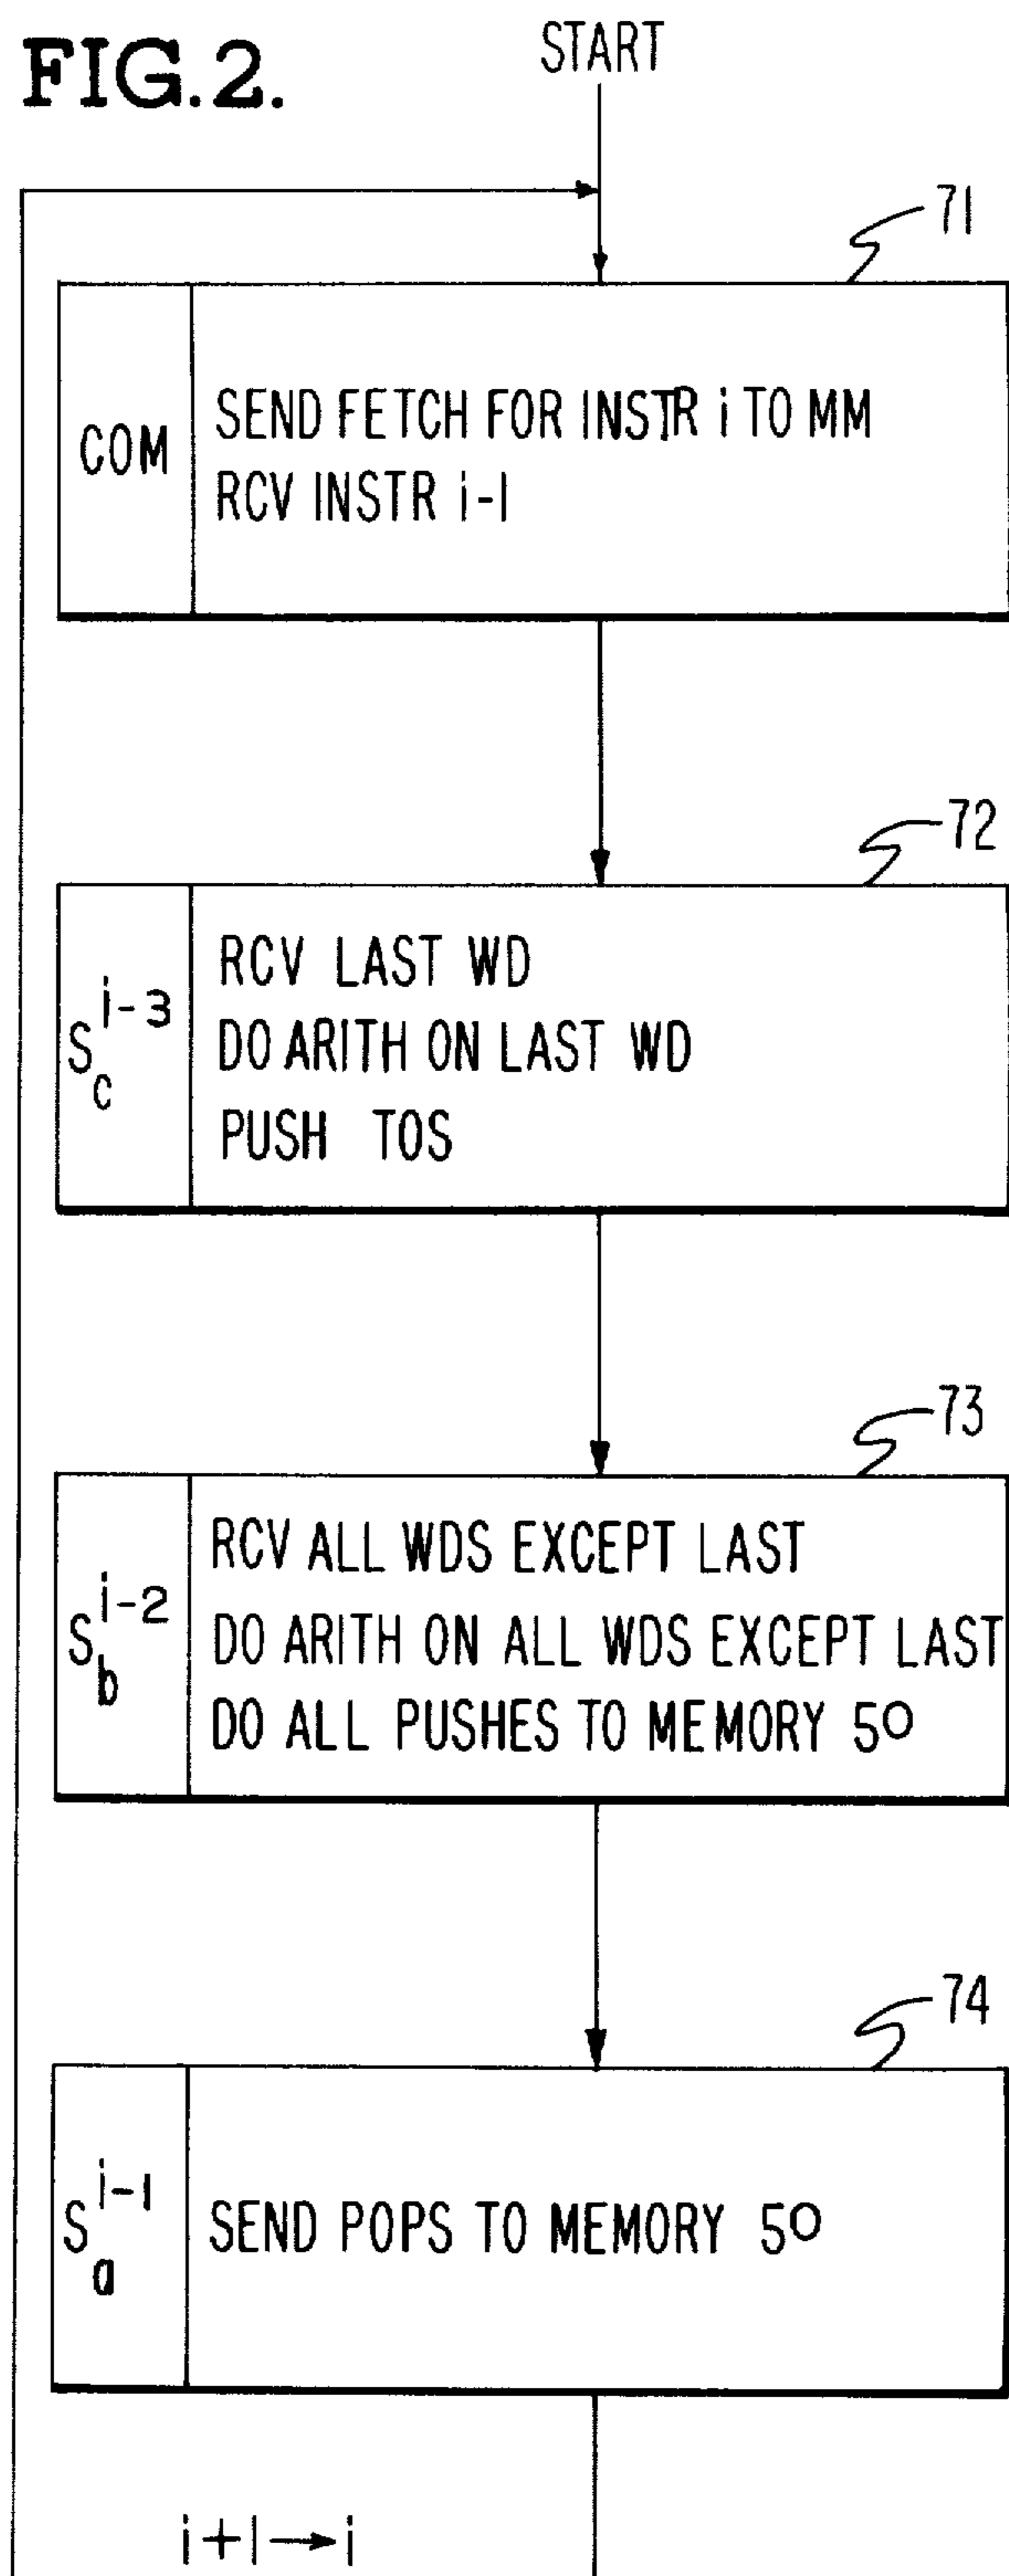 FIG.2.
START
71
COM
SEND FETCH FOR INSTR i TO MM
RCV INSTR i-1
72
S_c^i-3
RCV LAST WD
DO ARITH ON LAST WD
PUSH TOS
73
S_b^i-2
RCV ALL WDS EXCEPT LAST
DO ARITH ON ALL WDS EXCEPT LAST
DO ALL PUSHES TO MEMORY 50
74
S_a^i-1
SEND POPS TO MEMORY 50
i+1→i